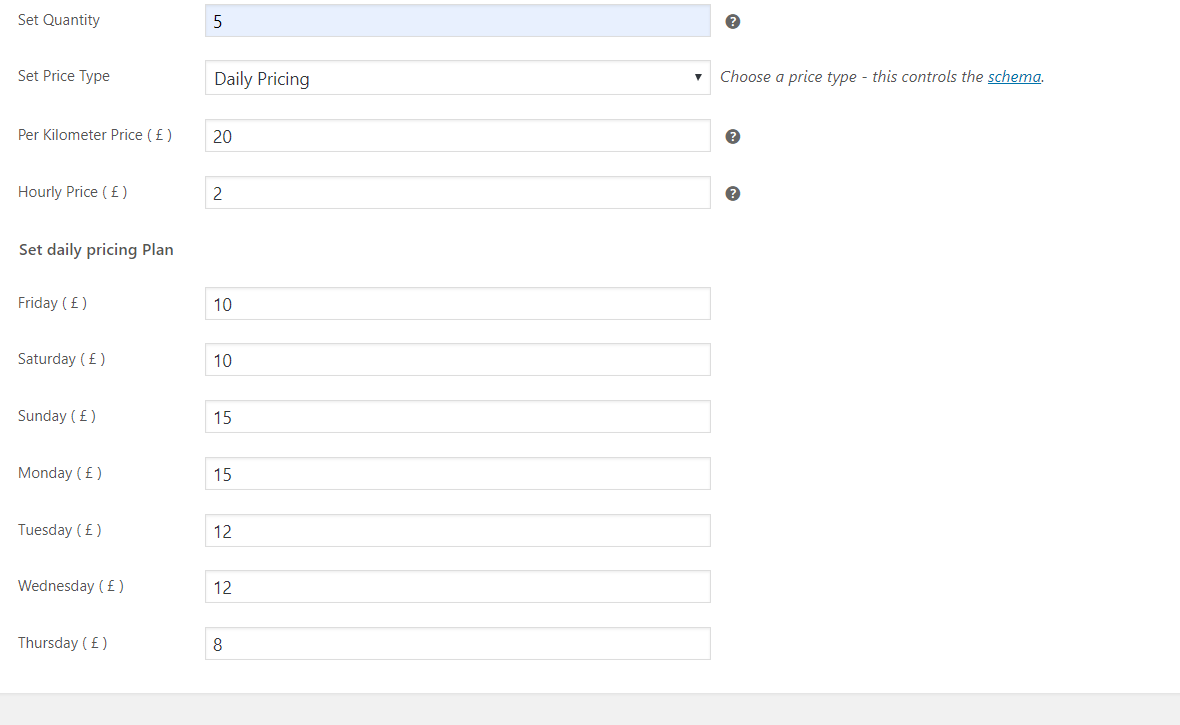 Set Quantity 5 ?
Set Price Type Daily Pricing Choose a price type - this controls the schema.
Per Kilometer Price ( £ ) 20 ?
Hourly Price ( £ ) 2 ?
Set daily pricing Plan
Friday ( £ ) 10
Saturday ( £ ) 10
Sunday ( £ ) 15
Monday ( £ ) 15
Tuesday ( £ ) 12
Wednesday ( £ ) 12
Thursday ( £ ) 8